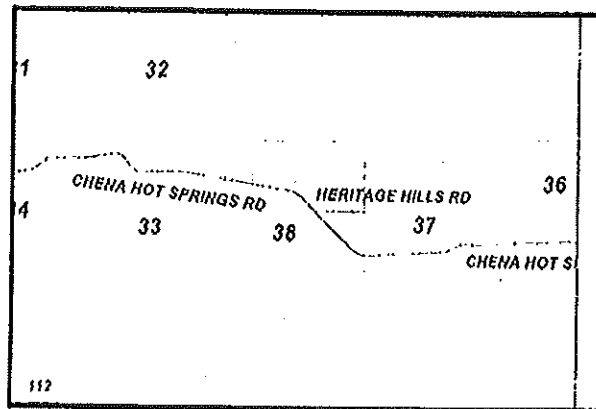 1
32
CHENA HOT SPRINGS RD
HERITAGE HILLS RD
36
4
33
38
37
CHENA HOT S
112